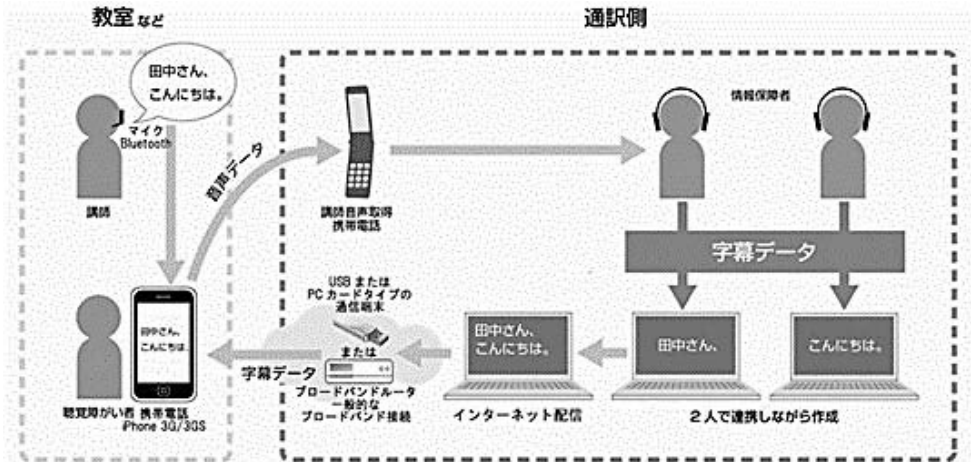 教室など
通訳側
田中さん、
こんにちは。
マイク
Bluetooth
講師
音声データ
講師音声取得
携帯電話
情報保障者
字幕データ
USB または
PC カードタイプの
通信端末
または
ブロードバンドルータ
一般的な
ブロードバンド接続
字幕データ
田中さん、
こんにちは。
聴覚障がい者
携帯電話
iPhone 3G/3GS
田中さん、
こんにちは。
インターネット配信
田中さん、
こんにちは。
2人で連携しながら作成